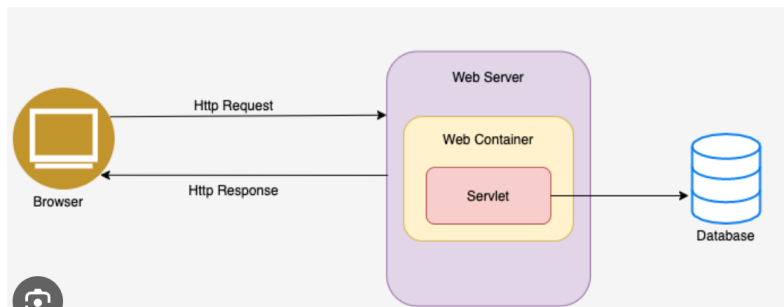 Web Server
Http Request
Web Container
Http Response
Servlet
Browser
Database